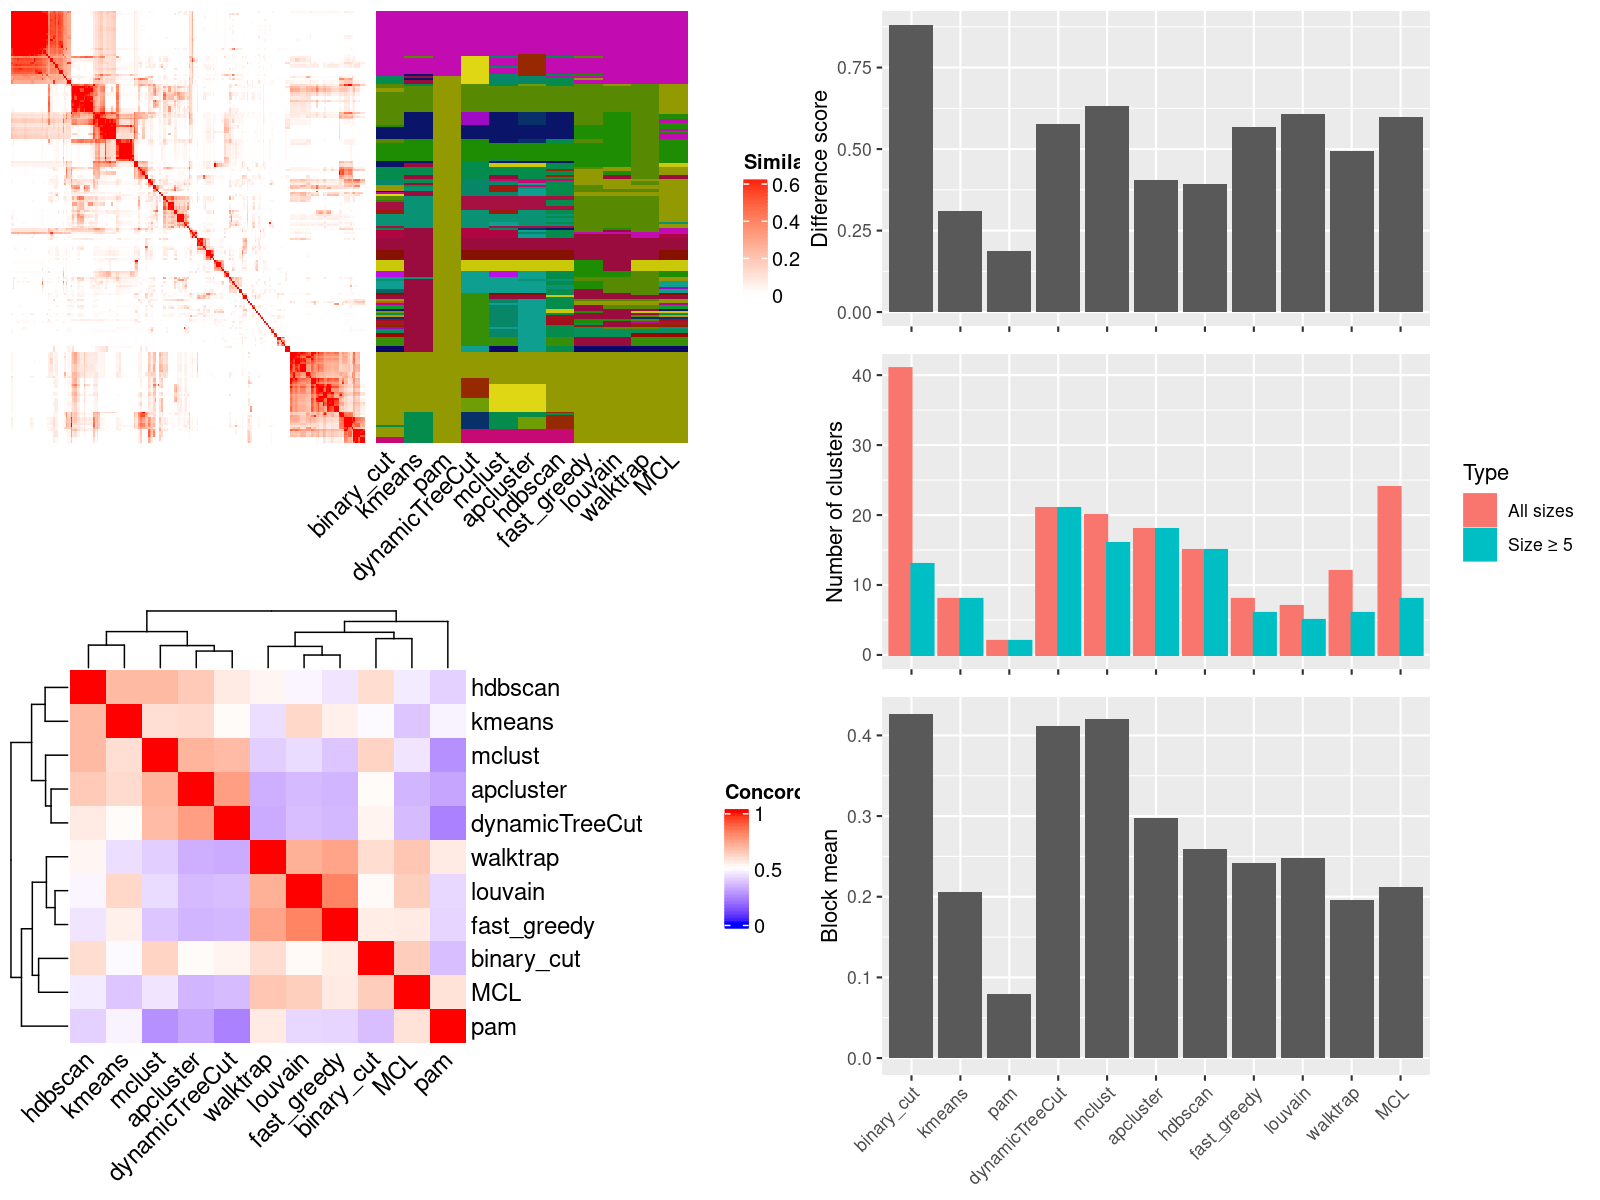 Simila
0.6
0.4
0.2
0
binary_cut
kmeans
pam
dynamicTreeCut
mclust
apcluster
hdbscan
fast_greedy
louvain
walktrap
MCL
Difference score
0.75
0.50
0.25
0.00
Number of clusters
40
30
20
10
0
Type
All sizes
Size ≥ 5
hdbscan
kmeans
mclust
apcluster
dynamicTreeCut
walktrap
louvain
fast_greedy
binary_cut
MCL
pam
hdbscan
kmeans
mclust
apcluster
dynamicTreeCut
walktrap
louvain
fast_greedy
binary_cut
MCL
pam
Concord
1
0.5
0
Block mean
0.4
0.3
0.2
0.1
0.0
binary_cut
kmeans
pam
dynamicTreeCut
mclust
apcluster
hdbscan
fast_greedy
louvain
walktrap
MCL